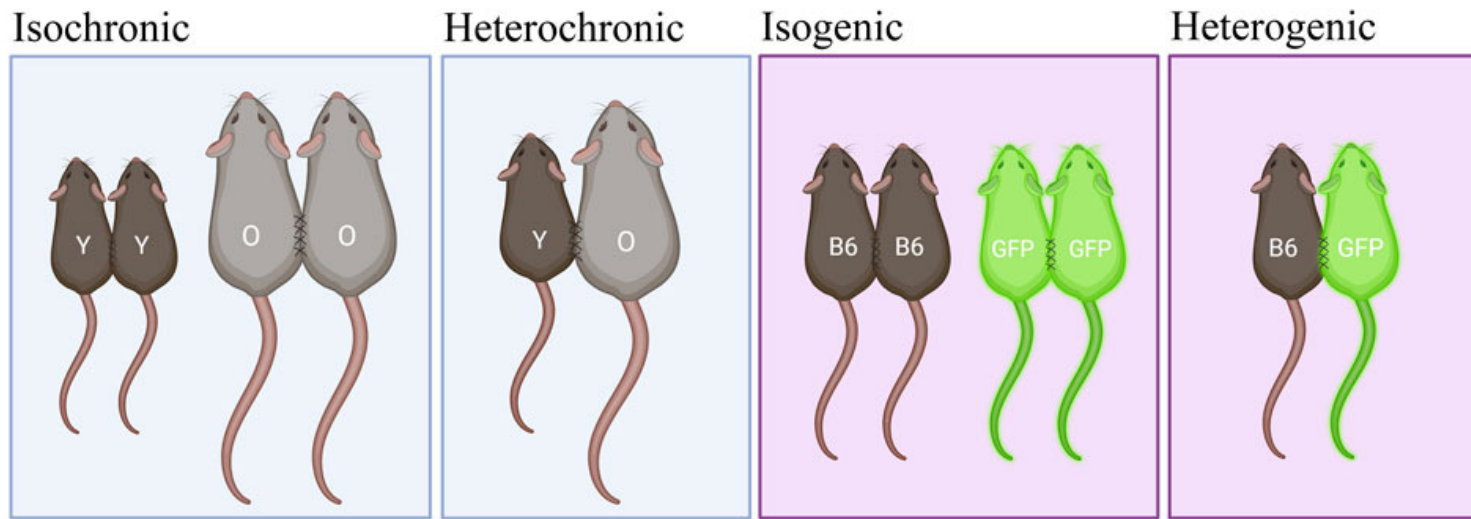 Isochronic
Heterochronic
Isogenic
Heterogenic
Y Y
O O
Y
O
B6 B6
GFP GFP
B6 GFP